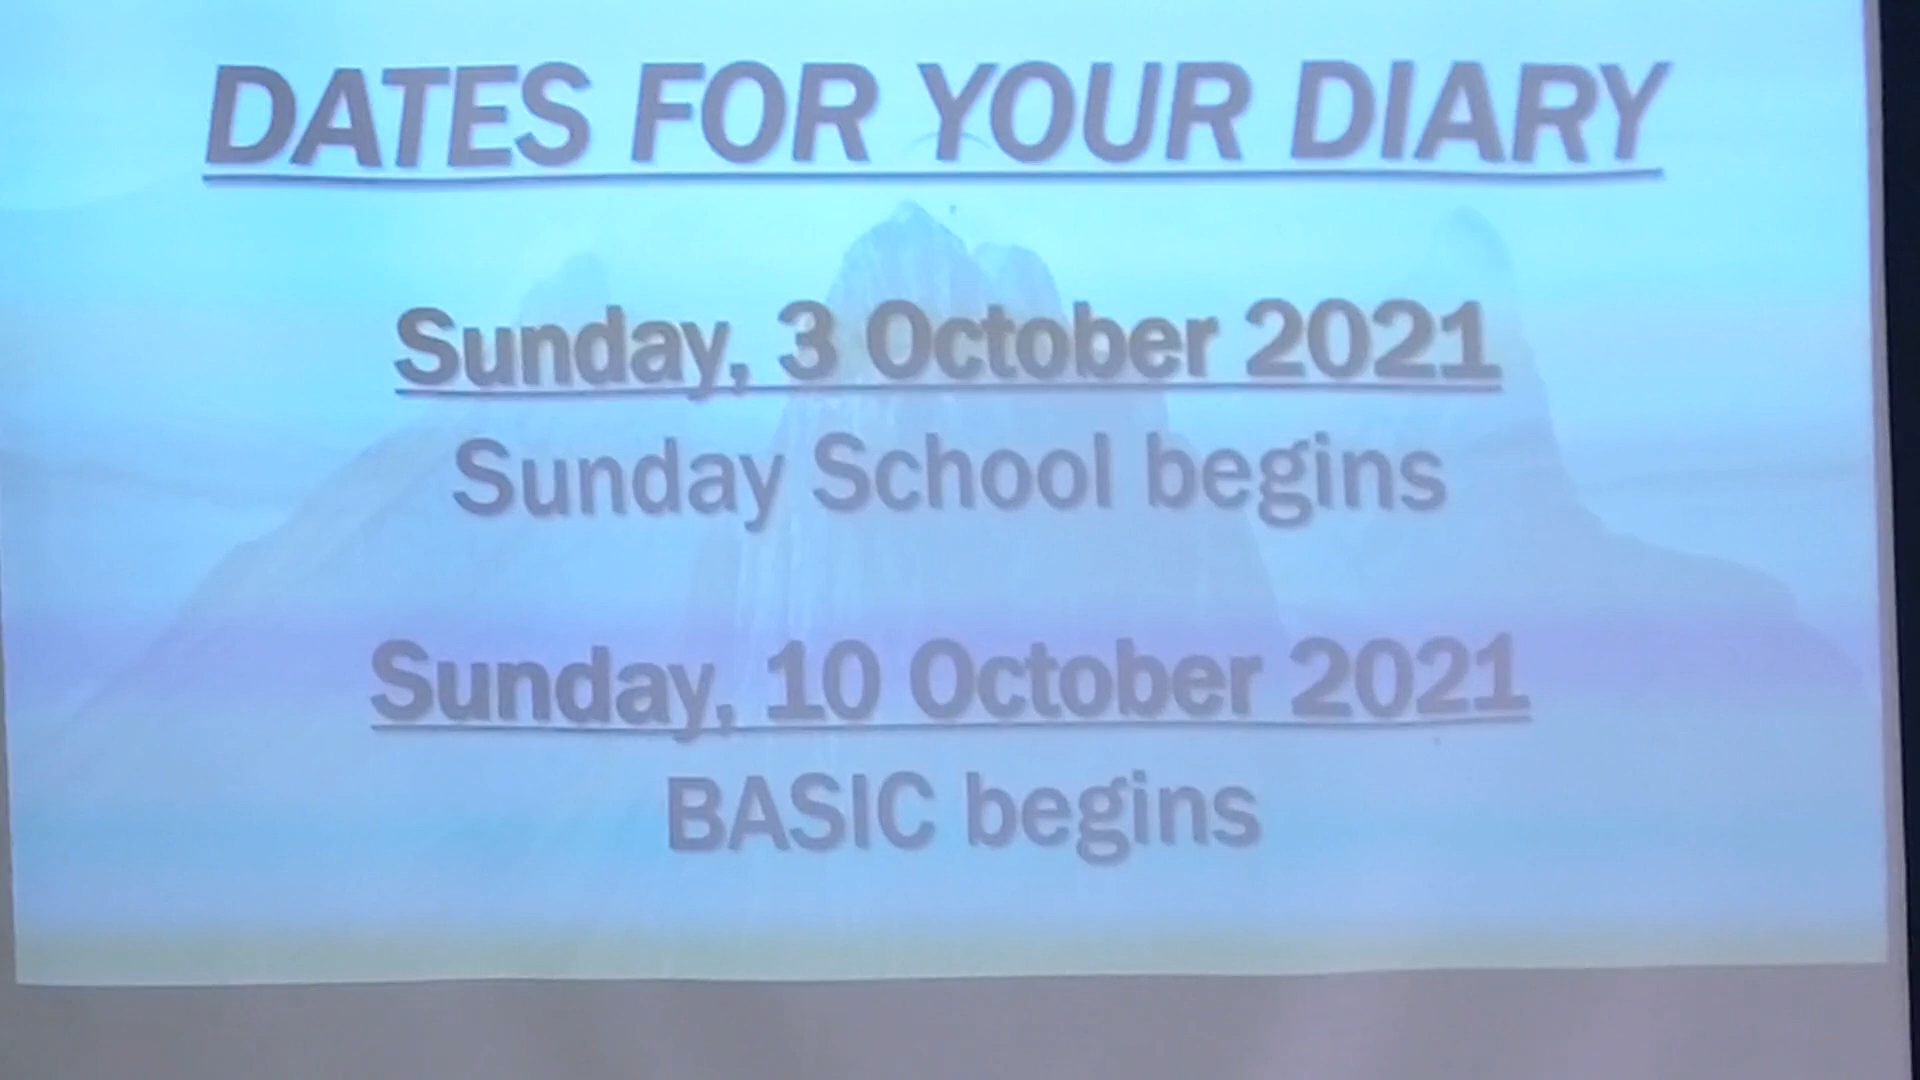 DATES FOR YOUR DIARY
Sunday, 3 October 2021
Sunday School begins
Sunday, 10 October 2021
BASIC begins